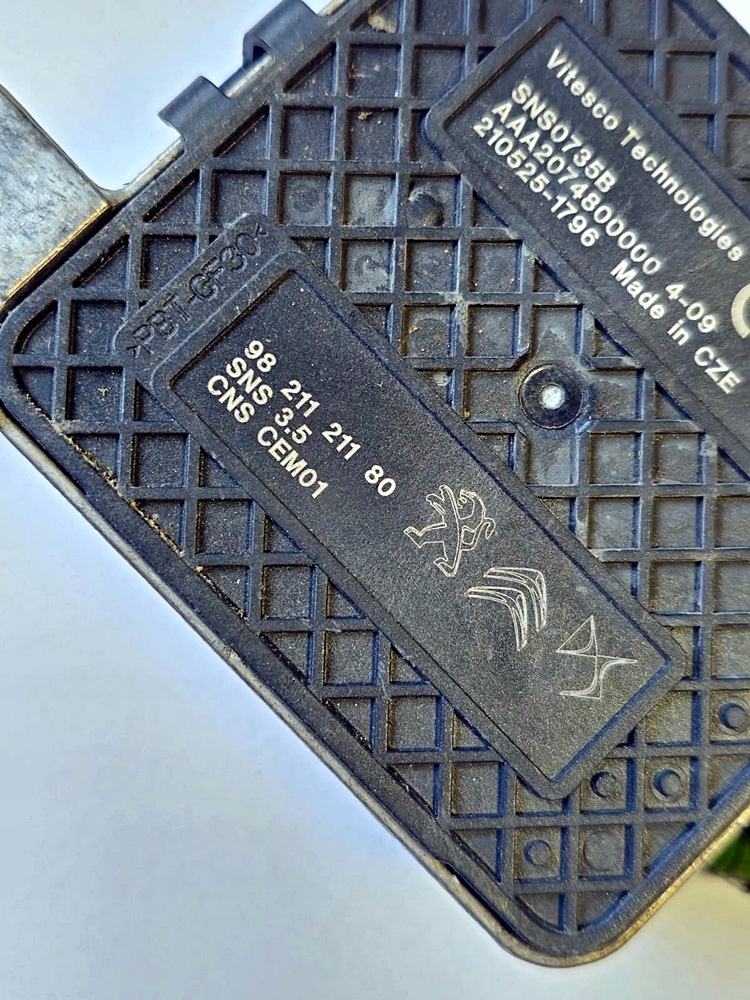 Vitesco Technologies
SNS0735B
AAA2074800000 4-09
210525-1796 Made in CZE
>PBT-GF30<
98 211 211 80
SNS 3.5
CNS CEM01